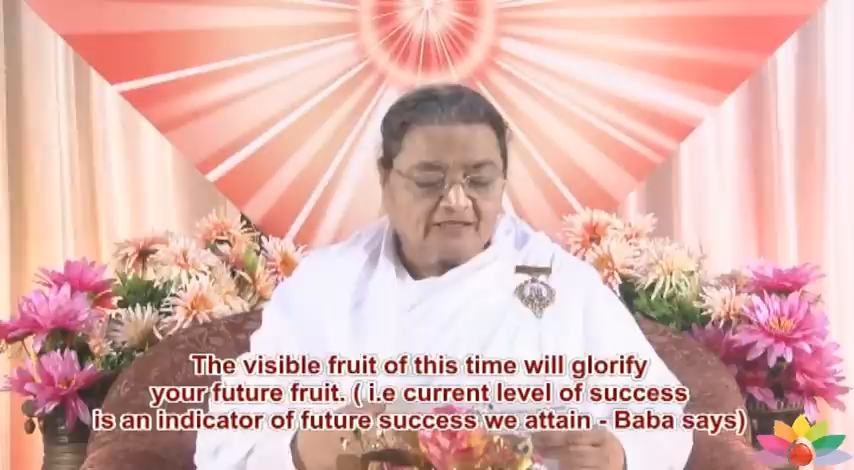 The visible fruit of this time will glorify
your future fruit. ( i.e current level of success
is an indicator of future success we attain - Baba says)